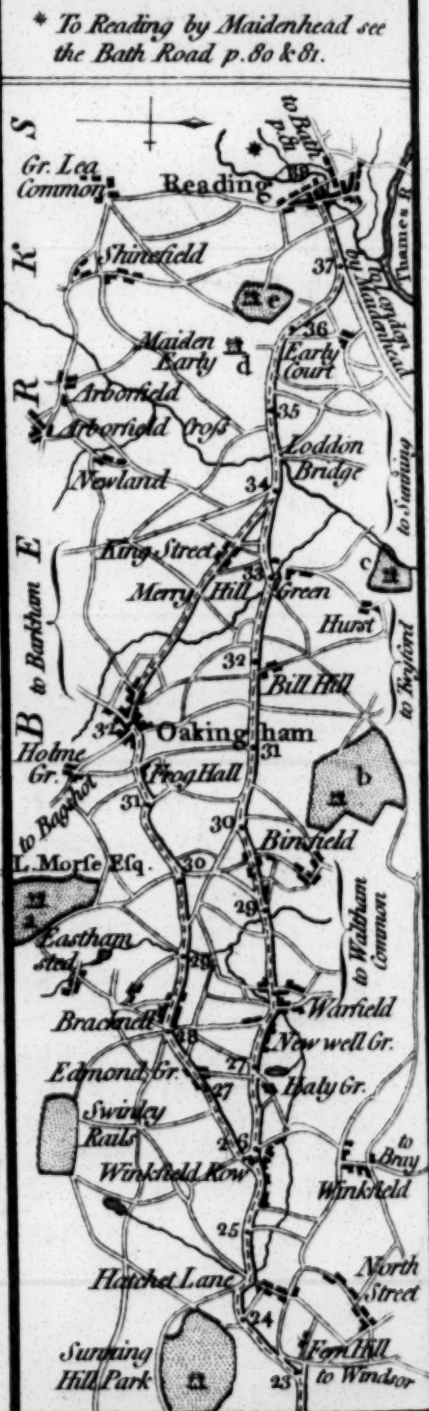 * To Reading by Maidenhead see
the Bath Road p. 80 & 81.
to Bath
p. 81
S
Gr. Lea
Common
Reading
39
Thames R
Shinefield
37
to London
by Maidenhead
K
e
36
Maiden
Early
d
Early
Court
R
Arborfield
35
Arborfield Croſs
Loddon
Bridge
to Sunning
Newland
34
E
King Street
33
c
Merry Hill Green
to Barkham
Hurst
32
Bill Hill
to Twyford
B
32
Oakingham
31
Holme
Gr.
Frog Hall
b
31
to Bagshot
30
Binfield
L. Morſe Eſq.
30
a
29
Eastham
sted
29
to Waltham
Common
Warfield
Bracknell
28
New well Gr.
Edmond Gr.
27
27
Haly Gr.
Swinley
Rails
26
to
Bray
Winkfield Row
Winkfield
25
Hatchet Lane
North
Street
24
Sunning
Hill Park
Fern Hill
23
to Windsor